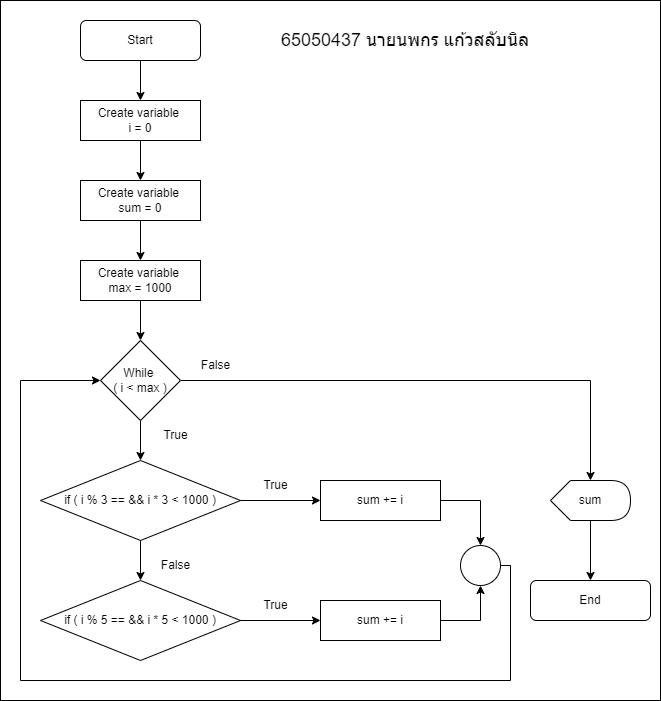 Start
65050437 นายนพกร แก้วสลับนิล
Create variable
i = 0
Create variable
sum = 0
Create variable
max = 1000
While
( i < max )
False
True
if ( i % 3 == && i * 3 < 1000 )
True
sum += i
sum
False
if ( i % 5 == && i * 5 < 1000 )
True
sum += i
End